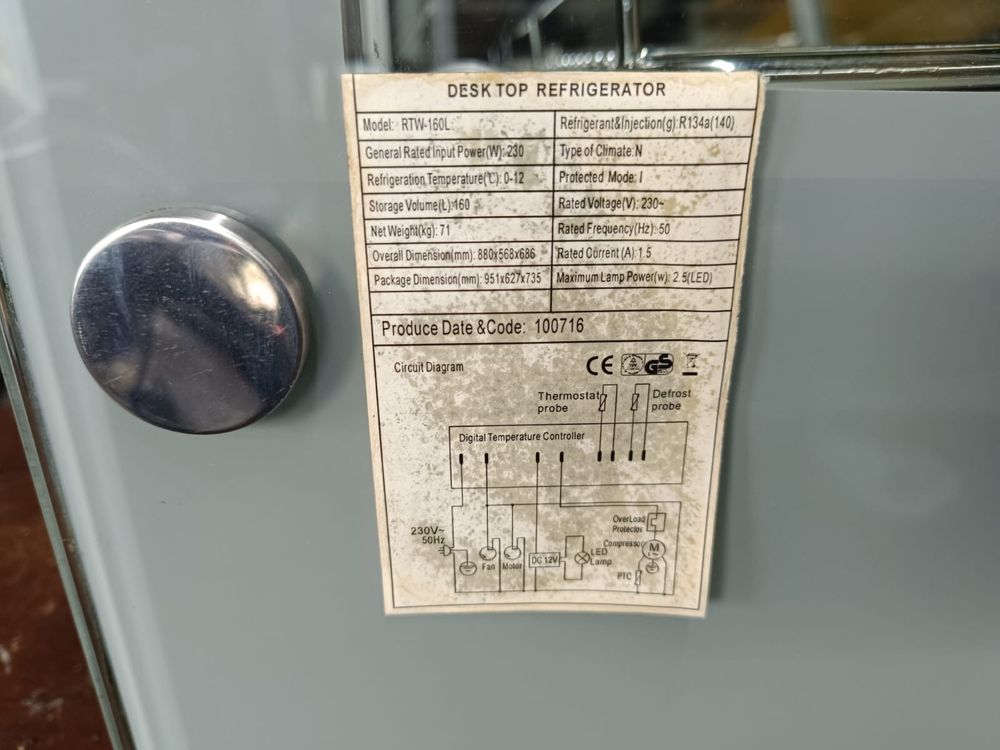 DESK TOP REFRIGERATOR
Model: RTW-160L Refrigerant&Injection(g):R134a(140)
General Rated Input Power(W): 230 Type of Climate:N
Refrigeration Temperature(℃): 0-12 Protected Mode: I
Storage Volume(L):160 Rated Voltage(V): 230~
Net Weight(kg): 71 Rated Frequency(Hz): 50
Overall Dimension(mm): 880x568x686 Rated Current (A):1.5
Package Dimension(mm): 951x627x735 Maximum Lamp Power(w): 2.5(LED)
Produce Date &Code: 100716
Circuit Diagram CE GS
Thermostat probe
Defrost probe
Digital Temperature Controller
230V~ 50Hz
Fan
Motor
DC 12V
LED Lamp
OverLoad Protector
Compressor
M
1~
PTC